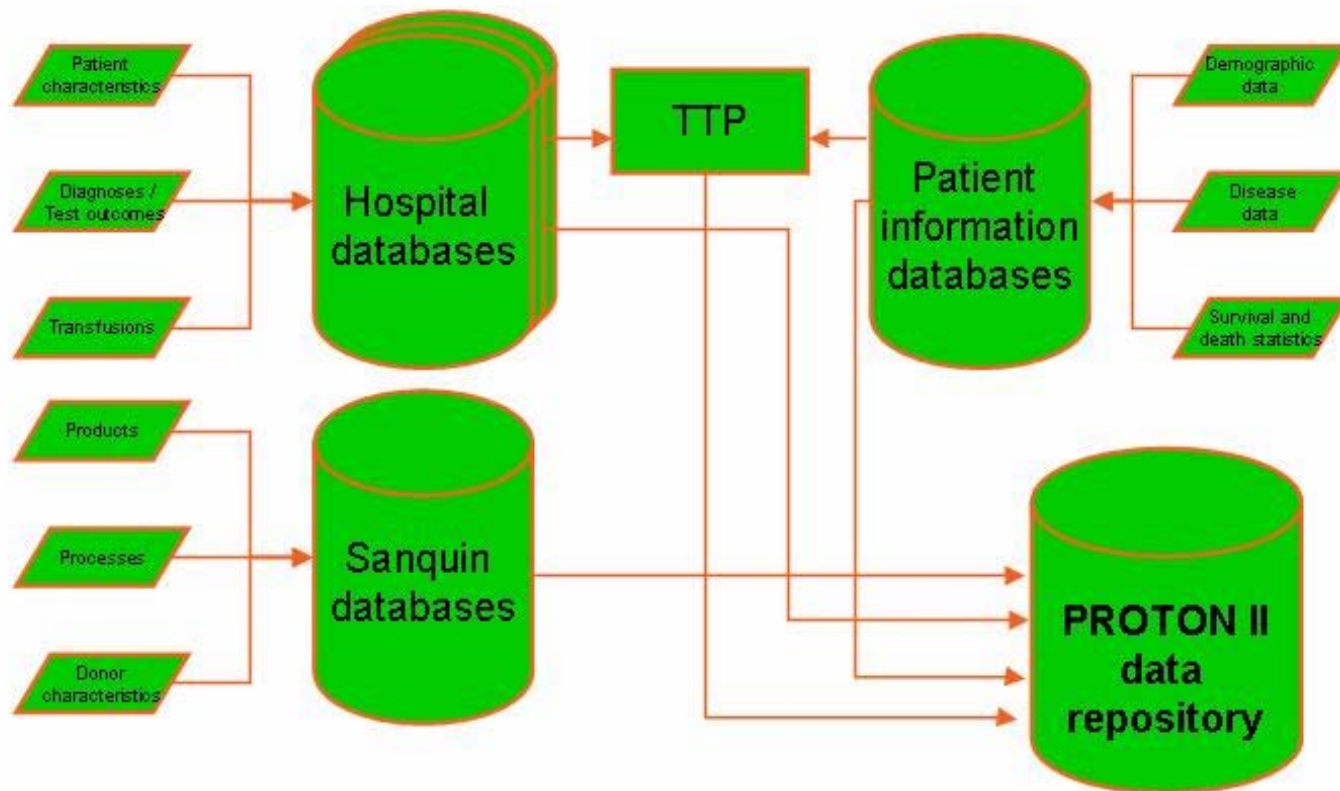 Patient
characteristics
Diagnoses /
Test outcomes
Transfusions
Hospital
databases
TTP
Patient
information
databases
Demographic
data
Disease
data
Survival and
death statistics
Products
Processes
Donor
characteristics
Sanquin
databases
PROTON II
data
repository